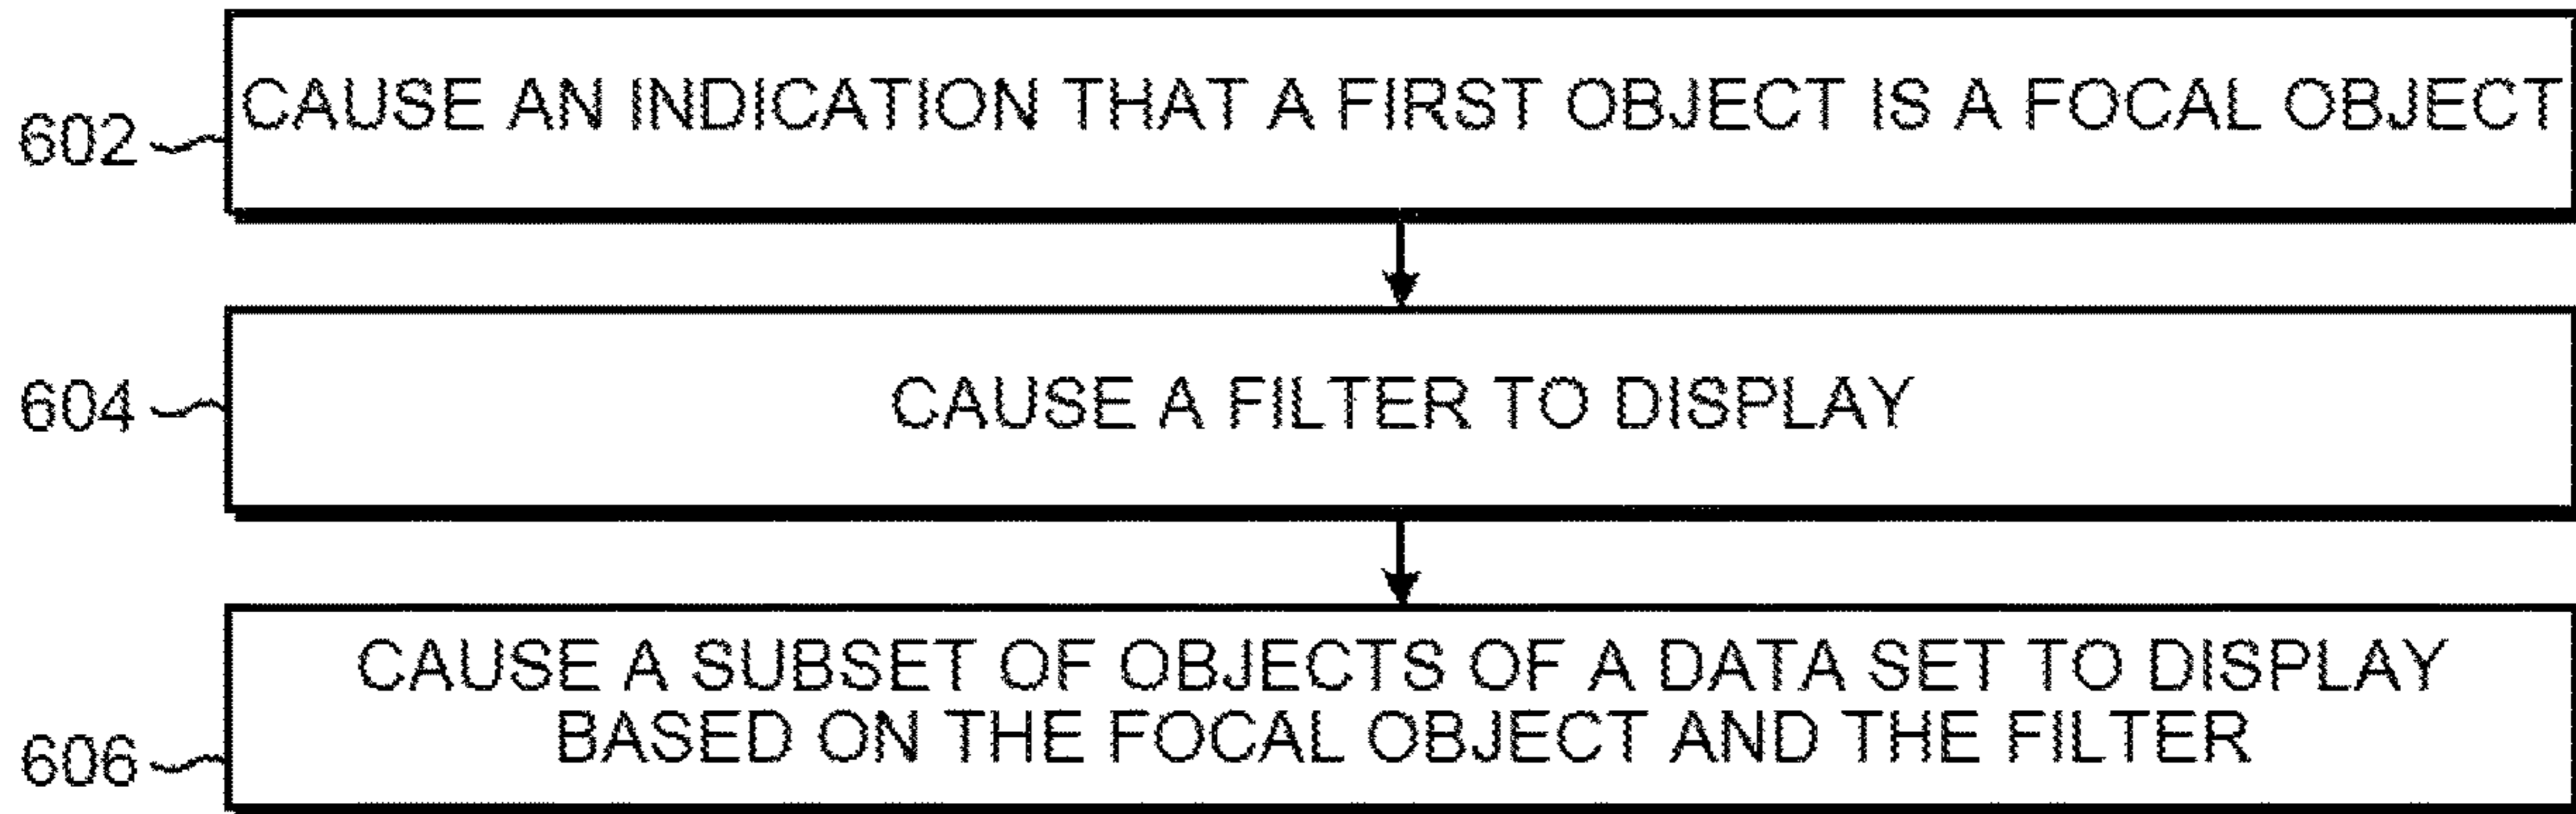 602
CAUSE AN INDICATION THAT A FIRST OBJECT IS A FOCAL OBJECT
604
CAUSE A FILTER TO DISPLAY
606
CAUSE A SUBSET OF OBJECTS OF A DATA SET TO DISPLAY
BASED ON THE FOCAL OBJECT AND THE FILTER